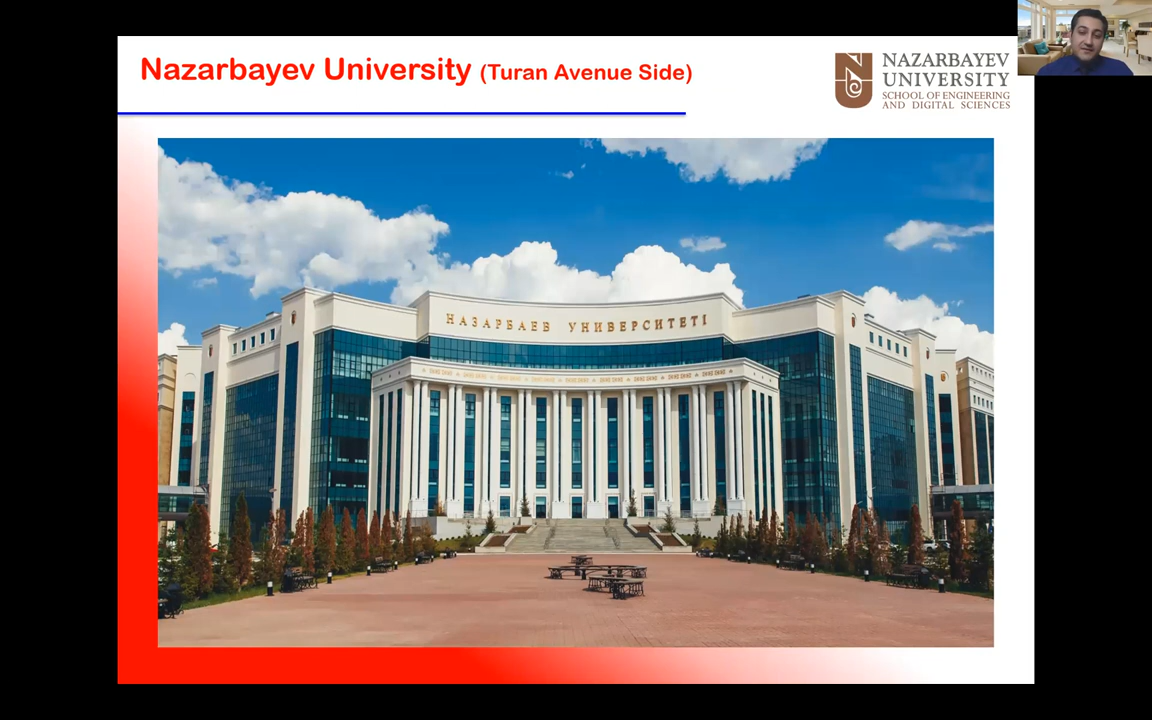 Nazarbayev University (Turan Avenue Side)
NAZARBAYEV
UNIVERSITY
SCHOOL OF ENGINEERING
AND DIGITAL SCIENCES
НАЗАРБАЕВ УНИВЕРСИТЕТІ